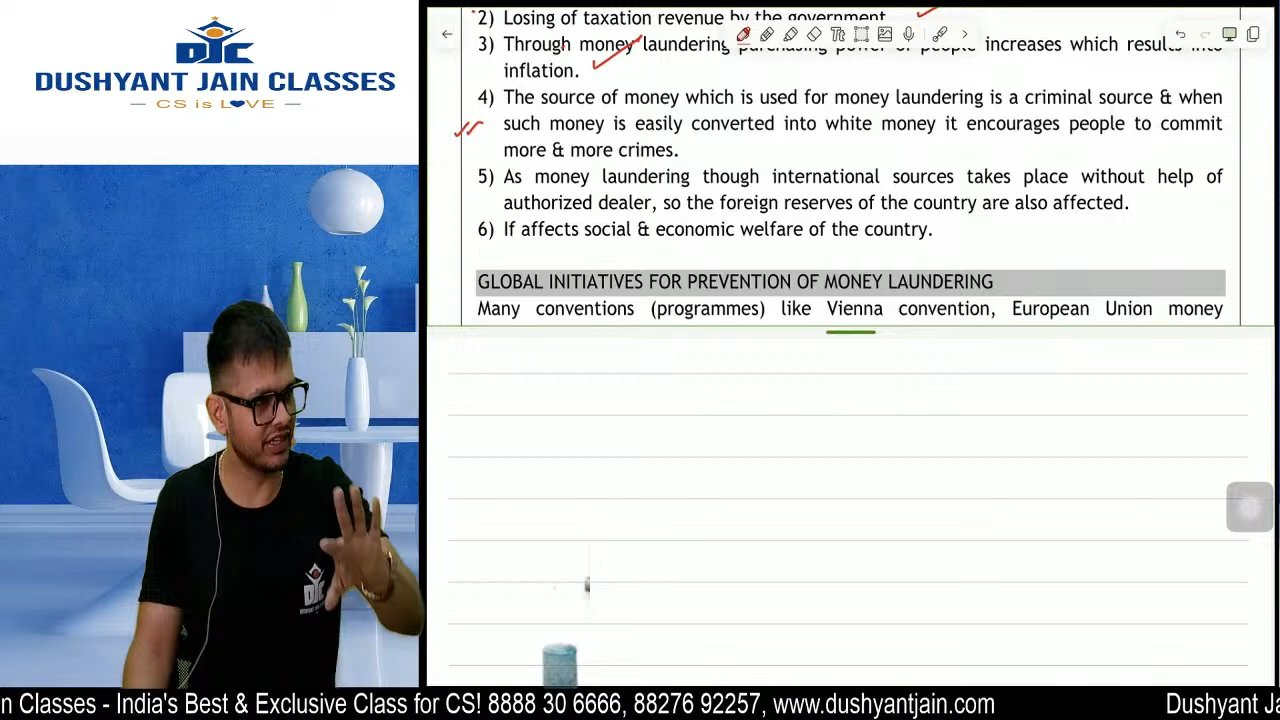 DJC
DUSHYANT JAIN CLASSES
CS is L VE
2) Losing of taxation revenue by the government.
3) Through money laundering purchasing power of people increases which results into
inflation.
4) The source of money which is used for money laundering is a criminal source & when
such money is easily converted into white money it encourages people to commit
more & more crimes.
5) As money laundering though international sources takes place without help of
authorized dealer, so the foreign reserves of the country are also affected.
6) If affects social & economic welfare of the country.
GLOBAL INITIATIVES FOR PREVENTION OF MONEY LAUNDERING
Many conventions (programmes) like Vienna convention, European Union money
DJC
n Classes - India's Best & Exclusive Class for CS! 8888 30 6666, 88276 92257, www.dushyantjain.com
Dushyant Ja